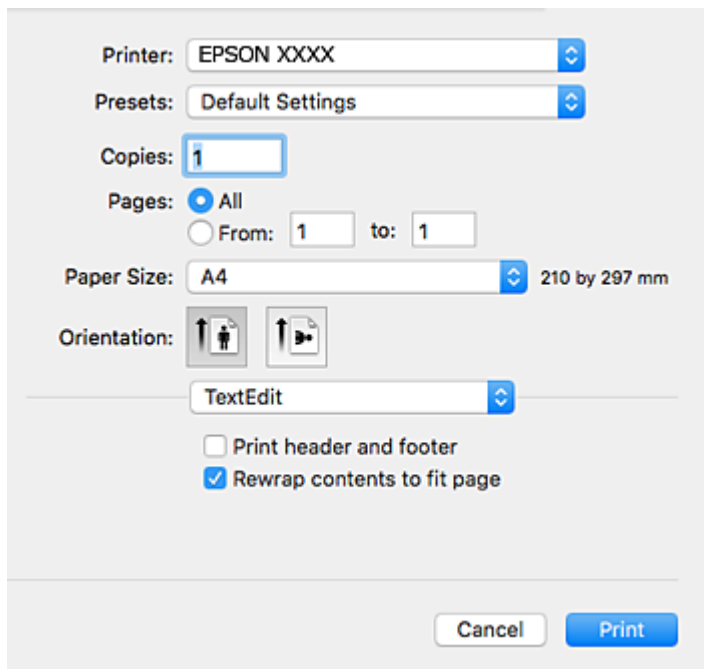 Printer: EPSON XXXX
Presets: Default Settings
Copies: 1
Pages: All
From: 1 to: 1
Paper Size: A4 210 by 297 mm
Orientation:
TextEdit
Print header and footer
Rewrap contents to fit page
Cancel Print